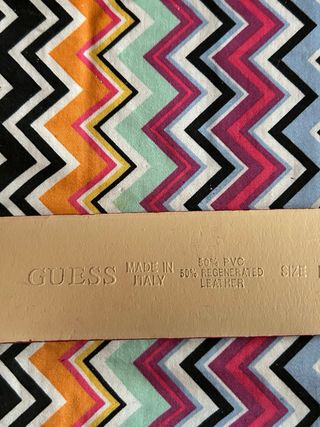 GUESS
MADE IN
ITALY
50% PVC
50% REGENERATED
LEATHER
SIZE